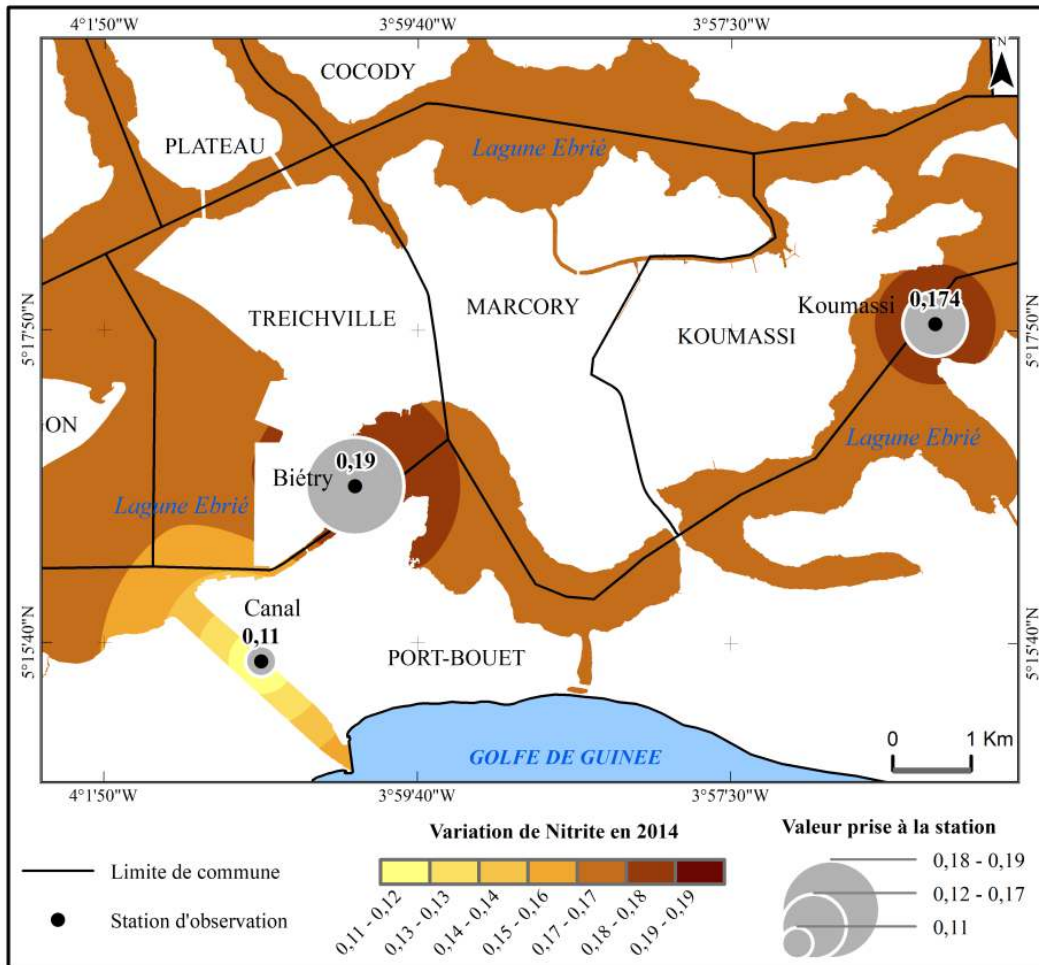 4°1'50"W 3°59'40"W 3°57'30"W
N
COCODY
PLATEAU
Lagune Ebrié
5°17'50"N
5°17'50"N
TREICHVILLE
MARCORY
KOUMASSI
Koumassi
0,174
ON
Biétry
0,19
Lagune Ebrié
Lagune Ebrié
Canal
0,11
5°15'40"N
5°15'40"N
PORT-BOUET
GOLFE DE GUINEE
0 1 Km
4°1'50"W 3°59'40"W 3°57'30"W
Limite de commune
Station d'observation
Variation de Nitrite en 2014
0,11 - 0,12
0,13 - 0,13
0,14 - 0,14
0,15 - 0,16
0,17 - 0,17
0,18 - 0,18
0,19 - 0,19
Valeur prise à la station
0,18 - 0,19
0,12 - 0,17
0,11